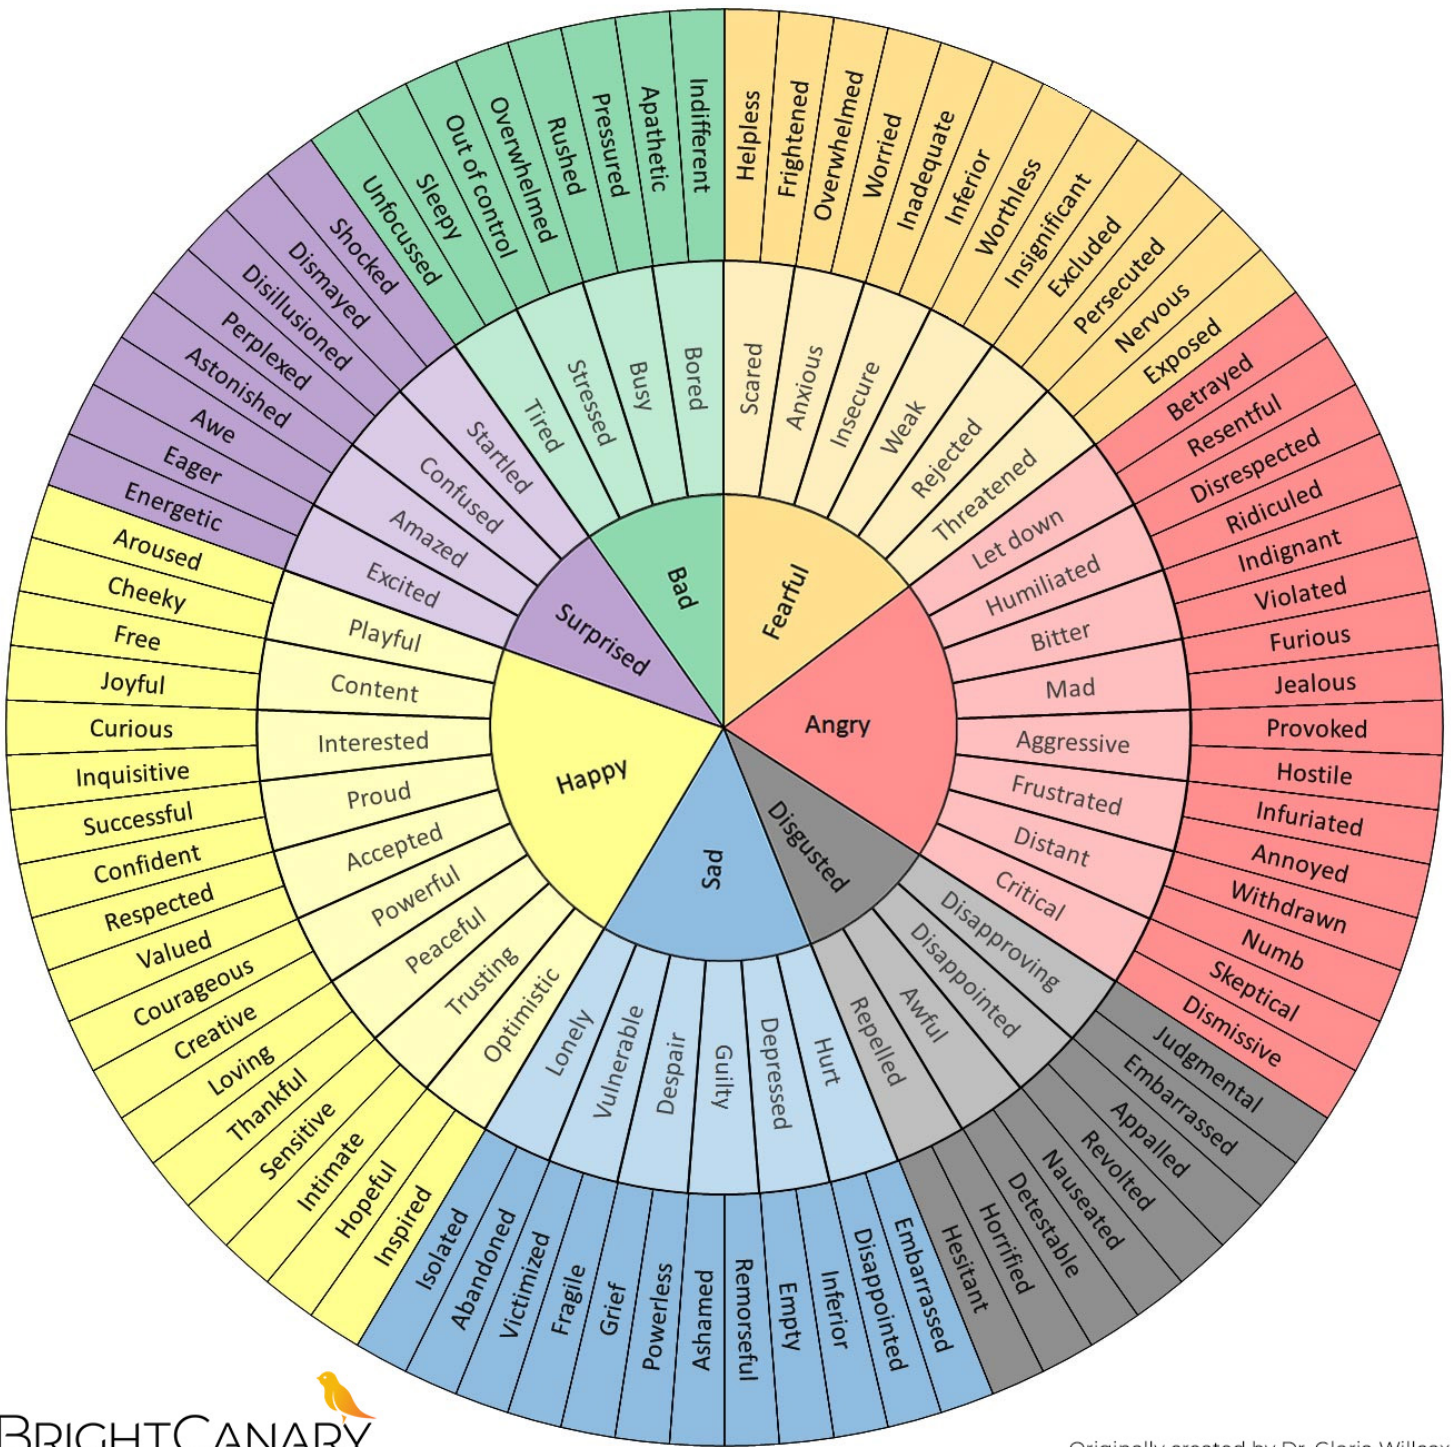 Fearful
Angry
Disgusted
Sad
Happy
Surprised
Bad
Scared
Anxious
Insecure
Weak
Rejected
Threatened
Let down
Humiliated
Bitter
Mad
Aggressive
Frustrated
Distant
Critical
Disapproving
Disappointed
Awful
Repelled
Hurt
Depressed
Guilty
Despair
Vulnerable
Lonely
Optimistic
Trusting
Peaceful
Powerful
Accepted
Proud
Interested
Content
Playful
Excited
Amazed
Confused
Startled
Tired
Stressed
Busy
Bored
Helpless
Frightened
Overwhelmed
Worried
Inadequate
Inferior
Worthless
Insignificant
Excluded
Persecuted
Nervous
Exposed
Betrayed
Resentful
Disrespected
Ridiculed
Indignant
Violated
Furious
Jealous
Provoked
Hostile
Infuriated
Annoyed
Withdrawn
Numb
Skeptical
Dismissive
Judgmental
Embarrassed
Appalled
Revolted
Nauseated
Detestable
Horrified
Hesitant
Embarrassed
Disappointed
Inferior
Empty
Remorseful
Ashamed
Powerless
Grief
Fragile
Victimized
Abandoned
Isolated
Inspired
Hopeful
Intimate
Sensitive
Thankful
Loving
Creative
Courageous
Valued
Respected
Confident
Successful
Inquisitive
Curious
Joyful
Free
Cheeky
Aroused
Energetic
Eager
Awe
Astonished
Perplexed
Disillusioned
Dismayed
Shocked
Unfocussed
Sleepy
Out of control
Overwhelmed
Rushed
Pressured
Apathetic
Indifferent
BRIGHTCANARY
Originally created by Dr. Gloria Willcox